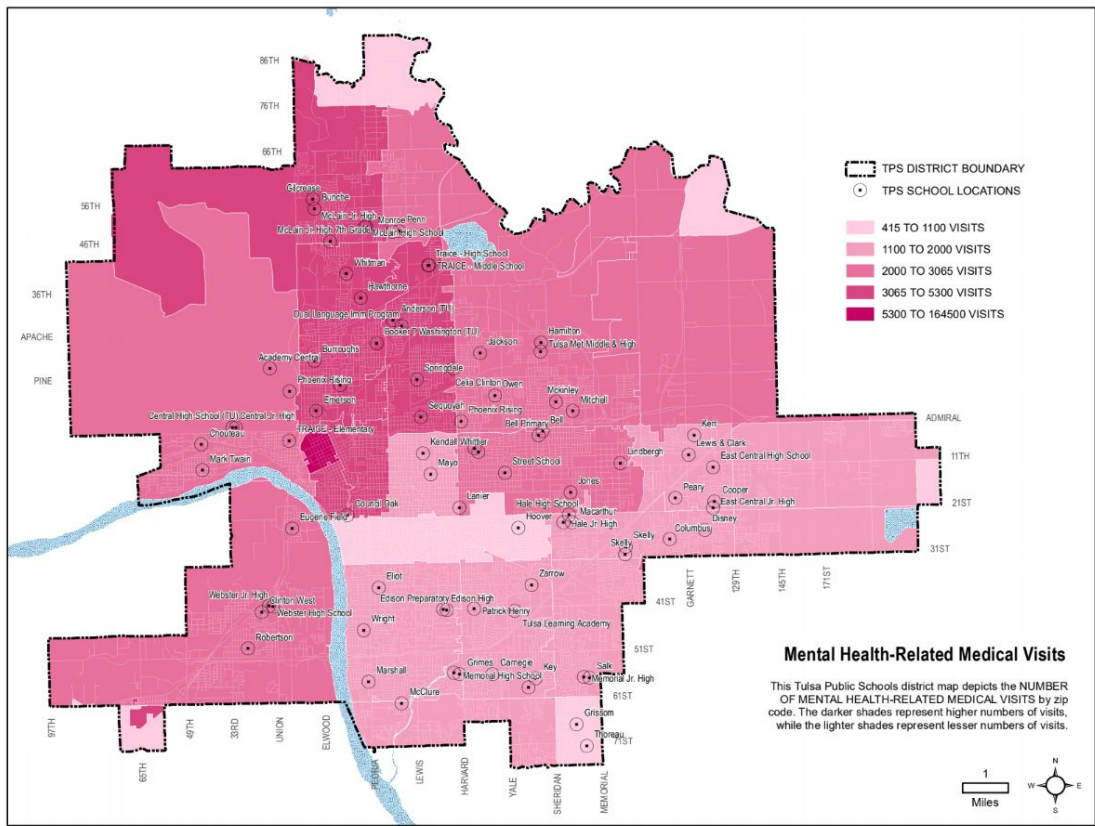 86TH
76TH
66TH
56TH
46TH
36TH
APACHE
PINE
TPS DISTRICT BOUNDARY
TPS SCHOOL LOCATIONS
415 TO 1100 VISITS
1100 TO 2000 VISITS
2000 TO 3065 VISITS
3065 TO 5300 VISITS
5300 TO 164500 VISITS
Gilcrease
Bunche
McLain Jr. High
Monroe
Penn
McLain Jr. High 7th Grade
McLain High School
Traice - High School
TRAICE - Middle School
Whitman
Hawthorne
Anderson (TU)
Dual Language Imm Program
Booker T Washington (TU)
Hamilton
Tulsa Met Middle & High
Jackson
Academy Central
Burroughs
Springdale
Phoenix Rising
Celia Clinton
Owen
Mckinley
Mitchell
Emerson
Sequoyah
Phoenix Rising
Central High School (TU)
Central Jr. High
Bell Primary
Bell
ADMIRAL
Kerr
Chouteau
TRAICE - Elementary
Kendall Whittier
Lewis & Clark
11TH
Mark Twain
Mayo
Street School
Lindbergh
East Central High School
Jones
Peary
Cooper
21ST
East Central Jr. High
Council Oak
Lanier
Hale High School
Macarthur
Disney
Eugene Field
Hoover
Hale Jr. High
Skelly
Skelly
Columbus
31ST
GARNETT
129TH
145TH
171ST
Eliot
Zarrow
41ST
Webster Jr. High
Clinton West
Webster High School
Edison Preparatory
Edison High
Patrick Henry
Tulsa Learning Academy
Wright
Robertson
51ST
Mental Health-Related Medical Visits
Marshall
Grimes
Carnegie
Key
Salk
Memorial High School
Memorial Jr. High
61ST
McClure
This Tulsa Public Schools district map depicts the NUMBER
OF MENTAL HEALTH-RELATED MEDICAL VISITS by zip
code. The darker shades represent higher numbers of visits,
while the lighter shades represent lesser numbers of visits.
Grissom
Thoreau
71ST
97TH
65TH
49TH
33RD
UNION
ELWOOD
PEORIA
LEWIS
HARVARD
YALE
SHERIDAN
MEMORIAL
1
Miles
N
W
E
S